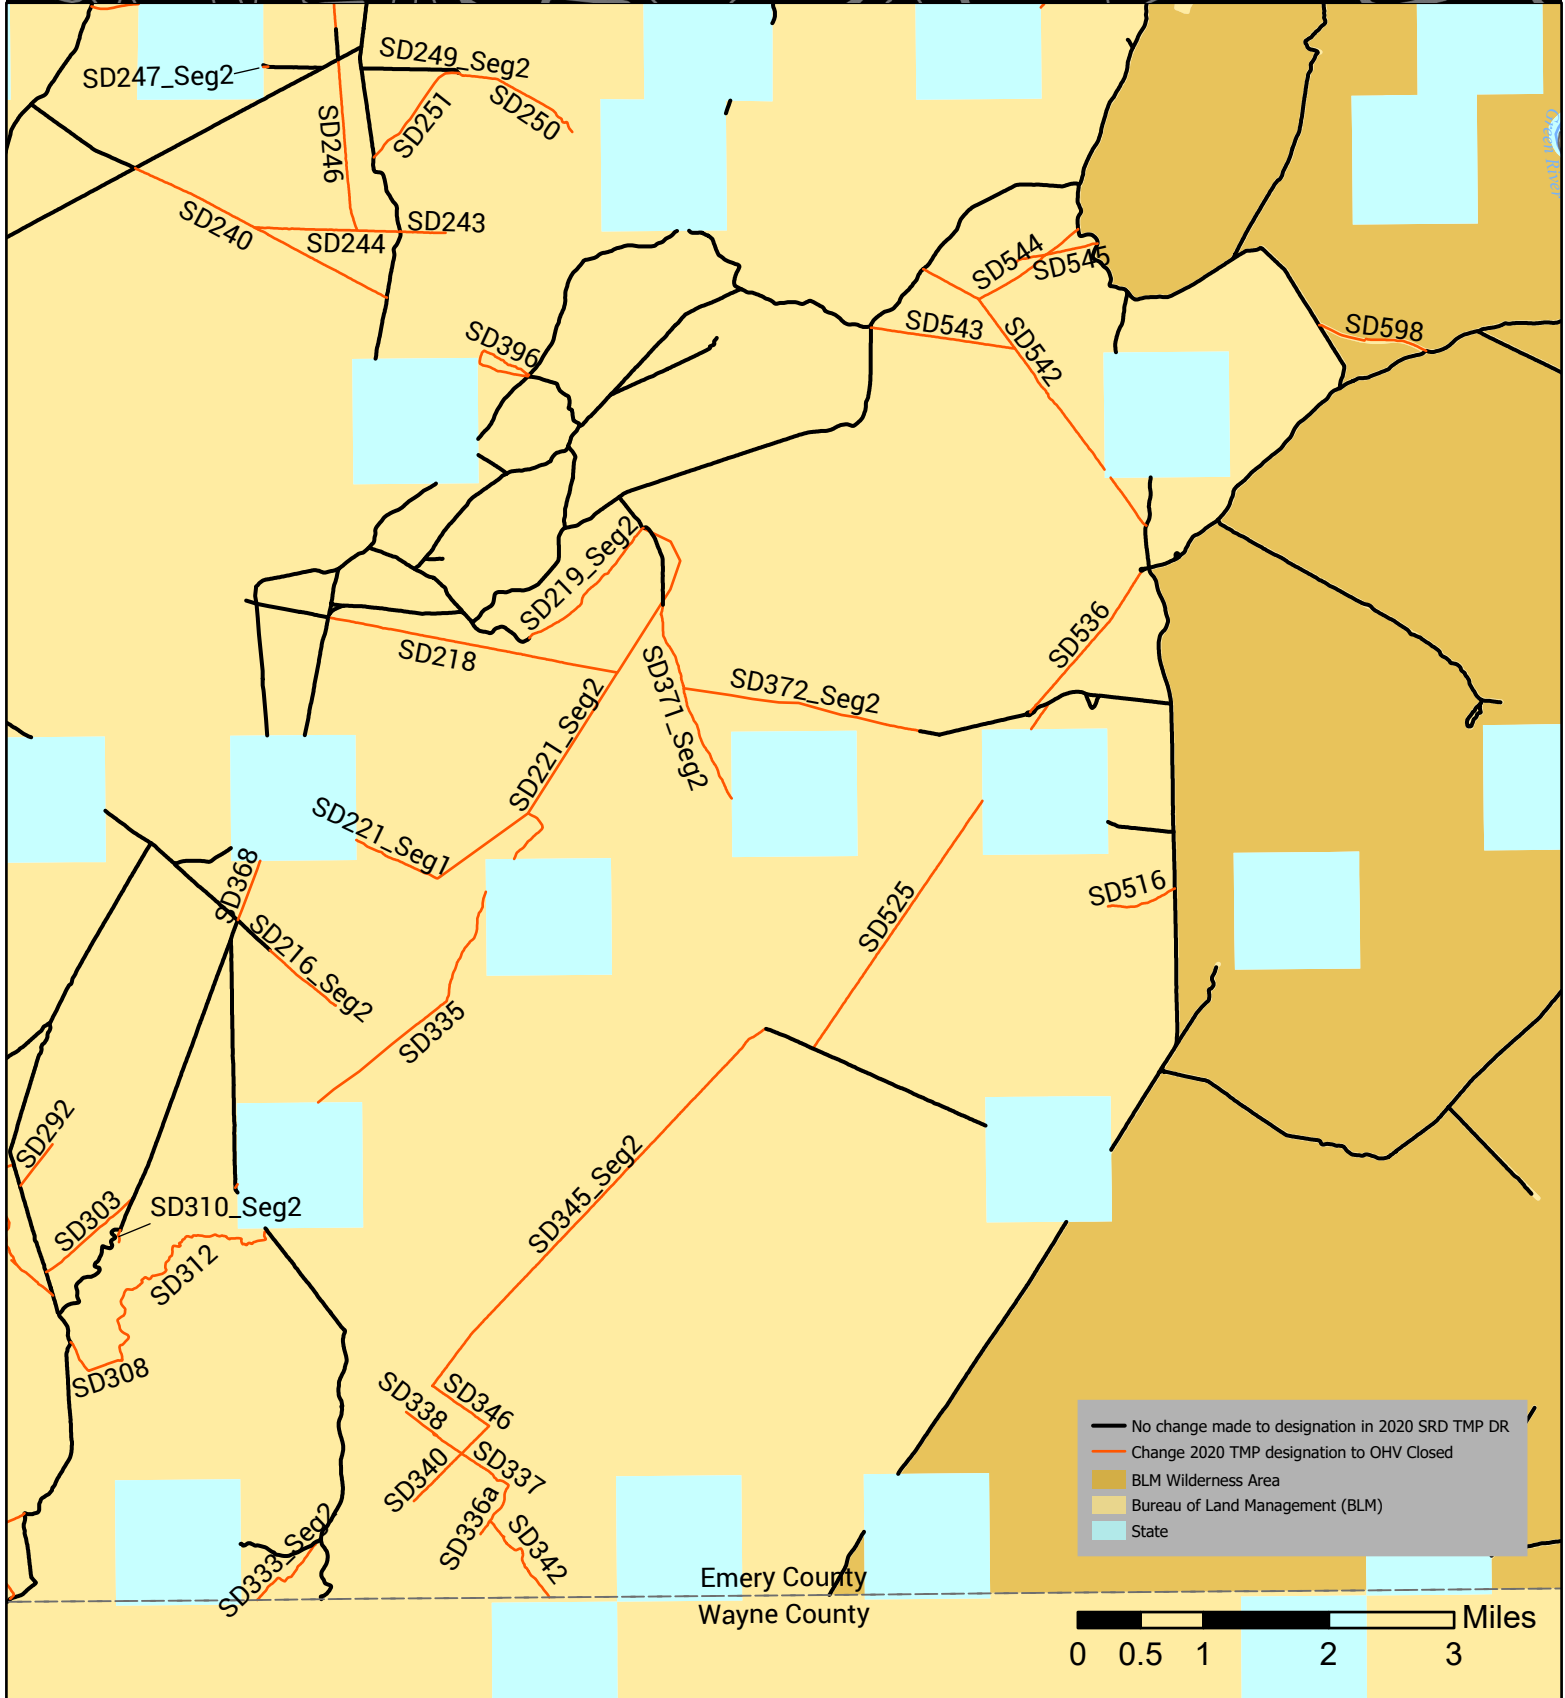 SD249_Seg2
SD247_Seg2
SD250
SD251
SD246
Green River
SD240
SD243
SD244
SD544
SD545
SD543
SD542
SD598
SD396
SD219_Seg2
SD536
SD218
SD371_Seg2
SD372_Seg2
SD221_Seg2
SD221_Seg1
SD368
SD516
SD525
SD216_Seg2
SD335
SD292
SD345_Seg2
SD303
SD310_Seg2
SD312
SD308
SD338
SD346
SD340
SD337
SD336a
SD342
SD333_Seg2
No change made to designation in 2020 SRD TMP DR
Change 2020 TMP designation to OHV Closed
BLM Wilderness Area
Bureau of Land Management (BLM)
State
Emery County
Wayne County
Miles
0 0.5 1 2 3